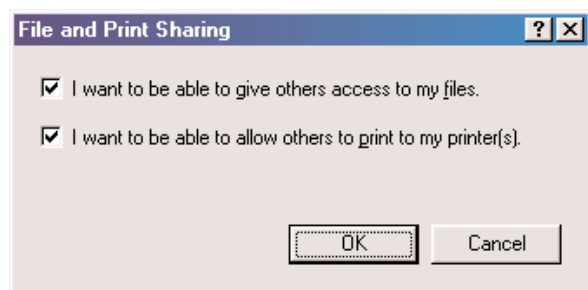 File and Print Sharing
I want to be able to give others access to my files.
I want to be able to allow others to print to my printer(s).
OK Cancel